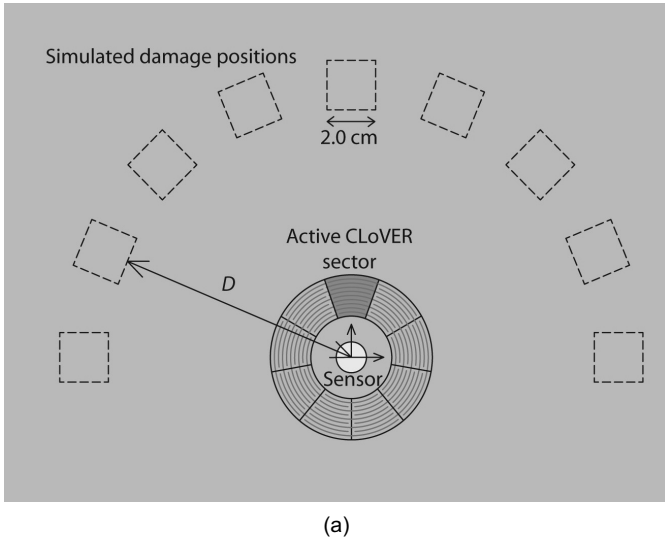 Simulated damage positions
2.0 cm
Active CLoVER
sector
D
Sensor
(a)